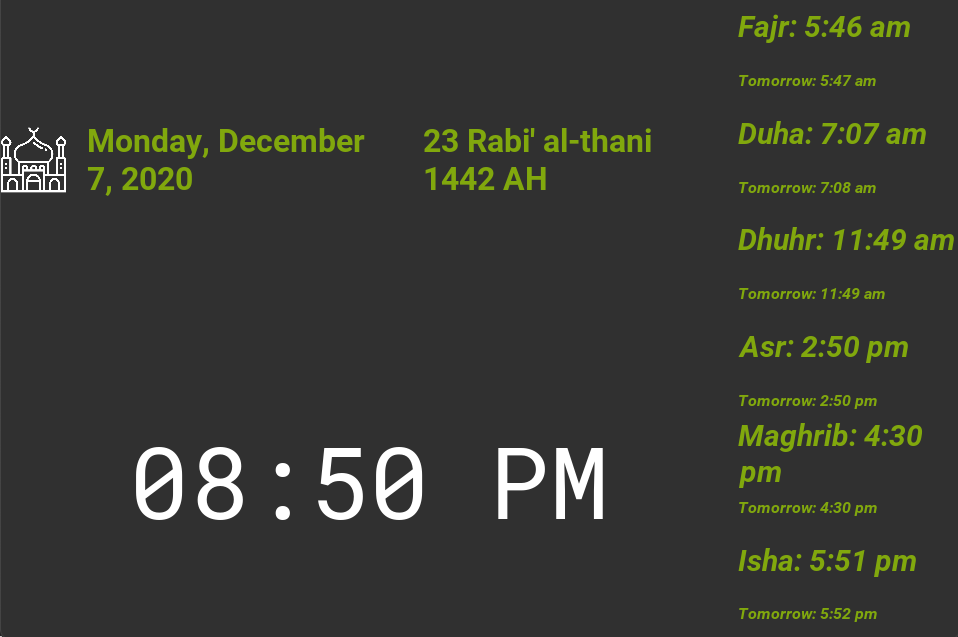 Monday, December
7, 2020
23 Rabi' al-thani
1442 AH
08:50 PM
Fajr: 5:46 am
Tomorrow: 5:47 am
Duha: 7:07 am
Tomorrow: 7:08 am
Dhuhr: 11:49 am
Tomorrow: 11:49 am
Asr: 2:50 pm
Tomorrow: 2:50 pm
Maghrib: 4:30
pm
Tomorrow: 4:30 pm
Isha: 5:51 pm
Tomorrow: 5:52 pm